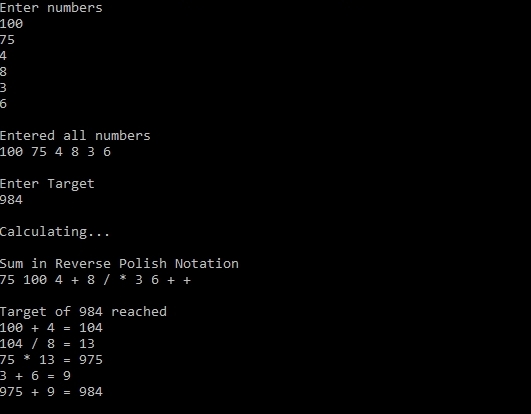 Enter numbers
100
75
4
8
3
6
Entered all numbers
100 75 4 8 3 6
Enter Target
984
Calculating...
Sum in Reverse Polish Notation
75 100 4 + 8 / * 3 6 + +
Target of 984 reached
100 + 4 = 104
104 / 8 = 13
75 * 13 = 975
3 + 6 = 9
975 + 9 = 984